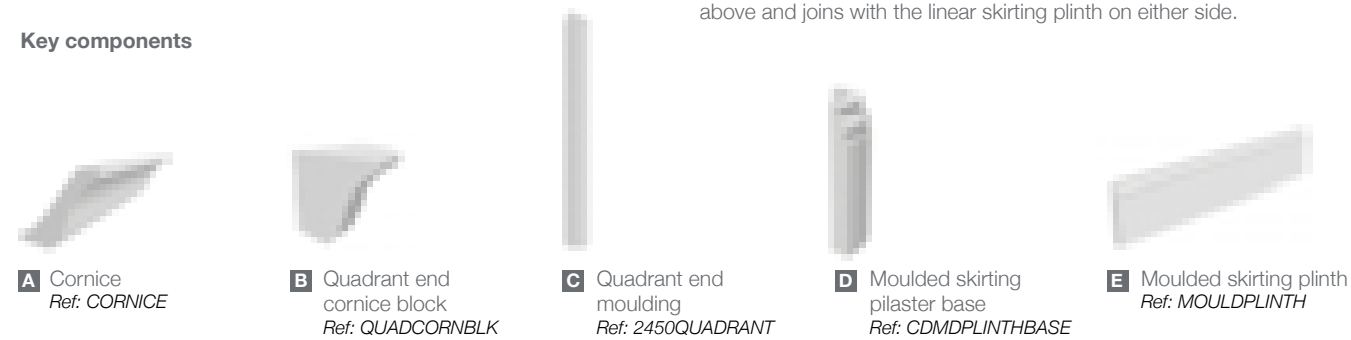 above and joins with the linear skirting plinth on either side.
Key components
A Cornice
Ref: CORNICE
B Quadrant end
cornice block
Ref: QUADCORNBLK
C Quadrant end
moulding
Ref: 2450QUADRANT
D Moulded skirting
pilaster base
Ref: CDMDPLINTHBASE
E Moulded skirting plinth
Ref: MOULDPLINTH